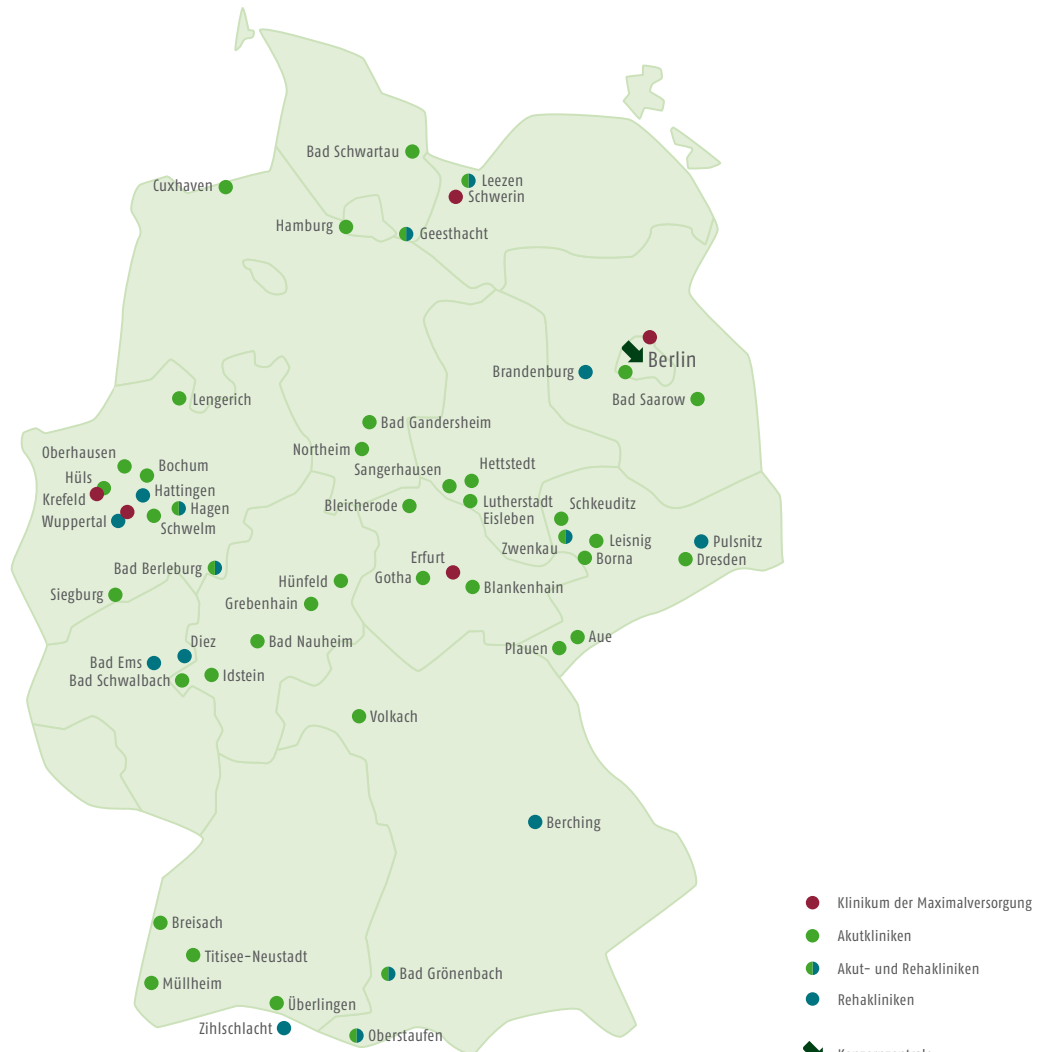 Bad Schwartau
Cuxhaven
Leezen
Schwerin
Hamburg
Geesthacht
Berlin
Brandenburg
Bad Saarow
Lengerich
Bad Gandersheim
Northeim
Oberhausen
Bochum
Sangerhausen
Hettstedt
Hüls
Hattingen
Krefeld
Hagen
Bleicherode
Lutherstadt
Eisleben
Schkeuditz
Wuppertal
Schwelm
Zwenkau
Leisnig
Pulsnitz
Borna
Dresden
Erfurt
Bad Berleburg
Hünfeld
Gotha
Blankenhain
Siegburg
Grebenhain
Diez
Bad Nauheim
Aue
Plauen
Bad Ems
Bad Schwalbach
Idstein
Volkach
Berching
Breisach
Titisee-Neustadt
Müllheim
Bad Grönenbach
Überlingen
Zihlschlacht
Oberstaufen
Klinikum der Maximalversorgung
Akutkliniken
Akut- und Rehakliniken
Rehakliniken